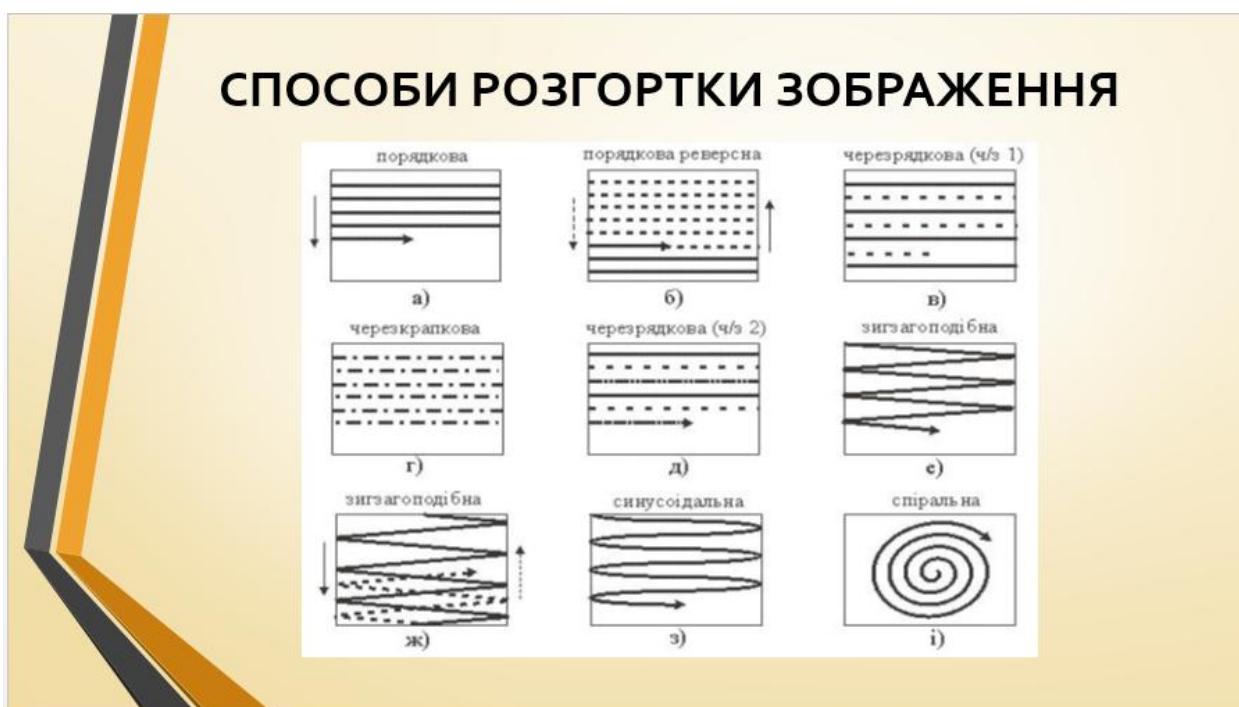 СПОСОБИ РОЗГОРТКИ ЗОБРАЖЕННЯ
порядкова
порядкова реверсна
черезрядкова (ч/з 1)
а)
б)
в)
черезкрапкова
черезрядкова (ч/з 2)
зигзагоподібна
г)
д)
е)
зигзагоподібна
синусоїдальна
спіральна
ж)
з)
і)